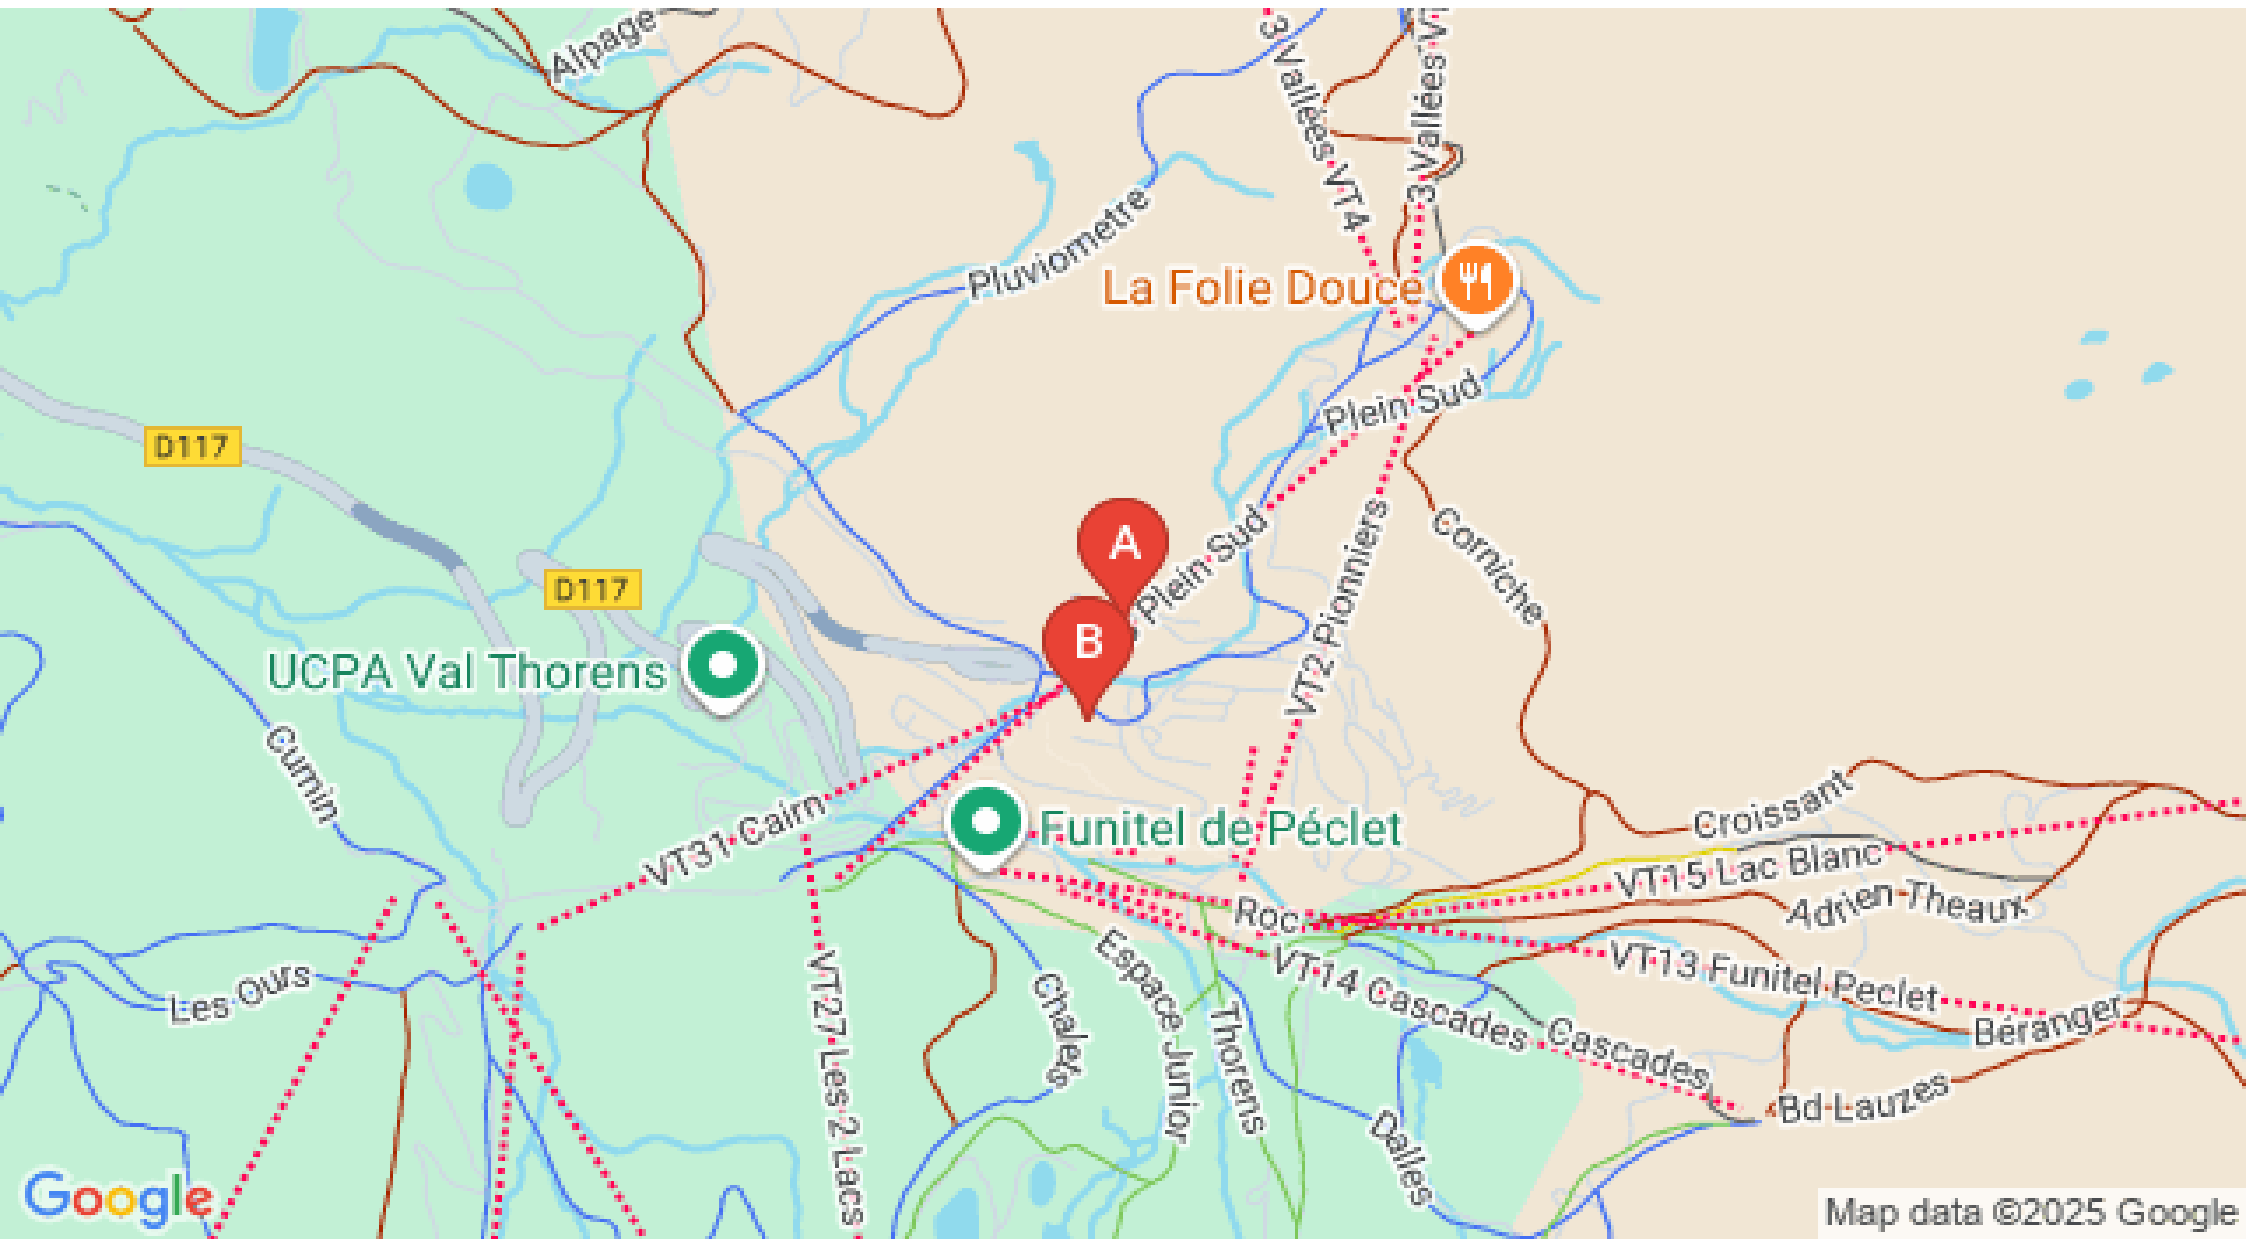 Alpage
3 Vallées VT4
3 Vallées VT
Pluviometre
La Folie Douce
Plein Sud
D117
Plein Sud
VT2 Pionniers
Corniche
D117
A
B
UCPA Val Thorens
Cumin
VT31 Cairn
Funitel de Péclet
Croissant
VT15 Lac Blanc
Adrien Theaux
Roc
VT13 Funitel Peclet
VT14 Cascades
Cascades
Béranger
Bd Lauzes
Les Ours
VT27 Les 2 Lacs
Chalets
Espace Junior
Thorens
Dalles
Google
Map data ©2025 Google